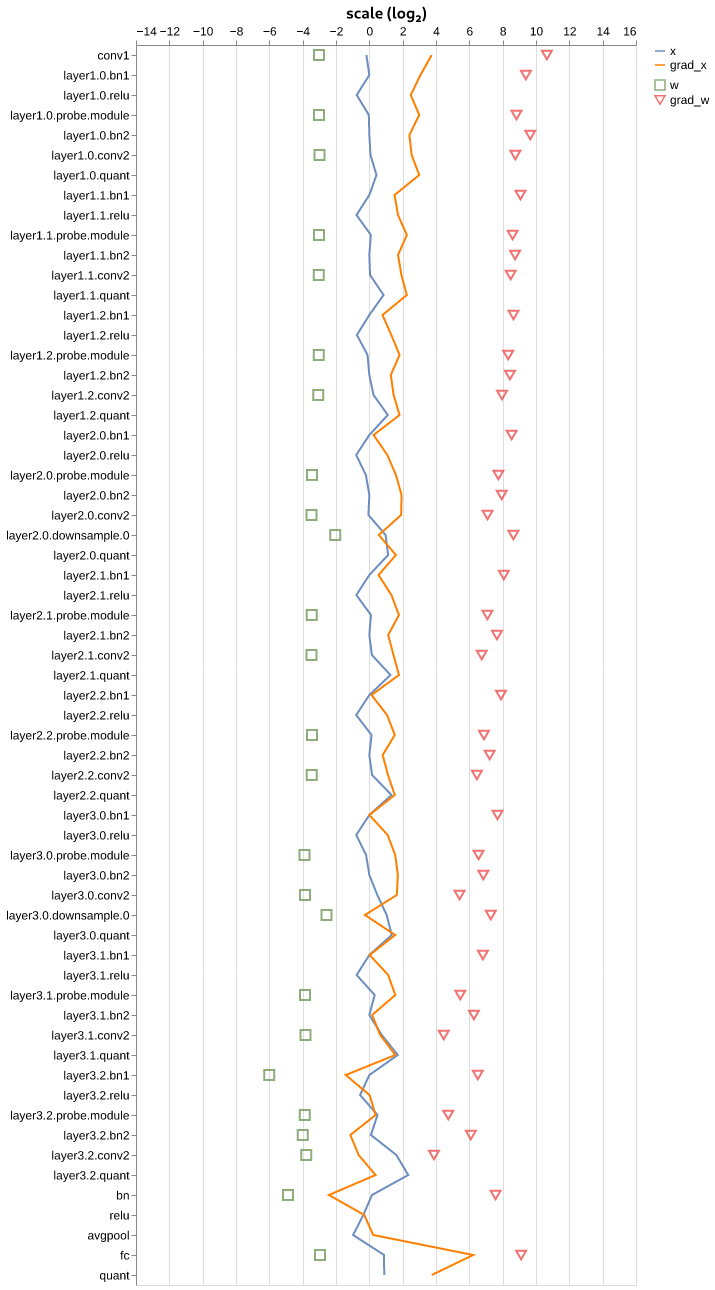 scale (log₂)
−14 −12 −10 −8 −6 −4 −2 0 2 4 6 8 10 12 14 16
x
grad_x
w
grad_w
conv1
layer1.0.bn1
layer1.0.relu
layer1.0.probe.module
layer1.0.bn2
layer1.0.conv2
layer1.0.quant
layer1.1.bn1
layer1.1.relu
layer1.1.probe.module
layer1.1.bn2
layer1.1.conv2
layer1.1.quant
layer1.2.bn1
layer1.2.relu
layer1.2.probe.module
layer1.2.bn2
layer1.2.conv2
layer1.2.quant
layer2.0.bn1
layer2.0.relu
layer2.0.probe.module
layer2.0.bn2
layer2.0.conv2
layer2.0.downsample.0
layer2.0.quant
layer2.1.bn1
layer2.1.relu
layer2.1.probe.module
layer2.1.bn2
layer2.1.conv2
layer2.1.quant
layer2.2.bn1
layer2.2.relu
layer2.2.probe.module
layer2.2.bn2
layer2.2.conv2
layer2.2.quant
layer3.0.bn1
layer3.0.relu
layer3.0.probe.module
layer3.0.bn2
layer3.0.conv2
layer3.0.downsample.0
layer3.0.quant
layer3.1.bn1
layer3.1.relu
layer3.1.probe.module
layer3.1.bn2
layer3.1.conv2
layer3.1.quant
layer3.2.bn1
layer3.2.relu
layer3.2.probe.module
layer3.2.bn2
layer3.2.conv2
layer3.2.quant
bn
relu
avgpool
fc
quant